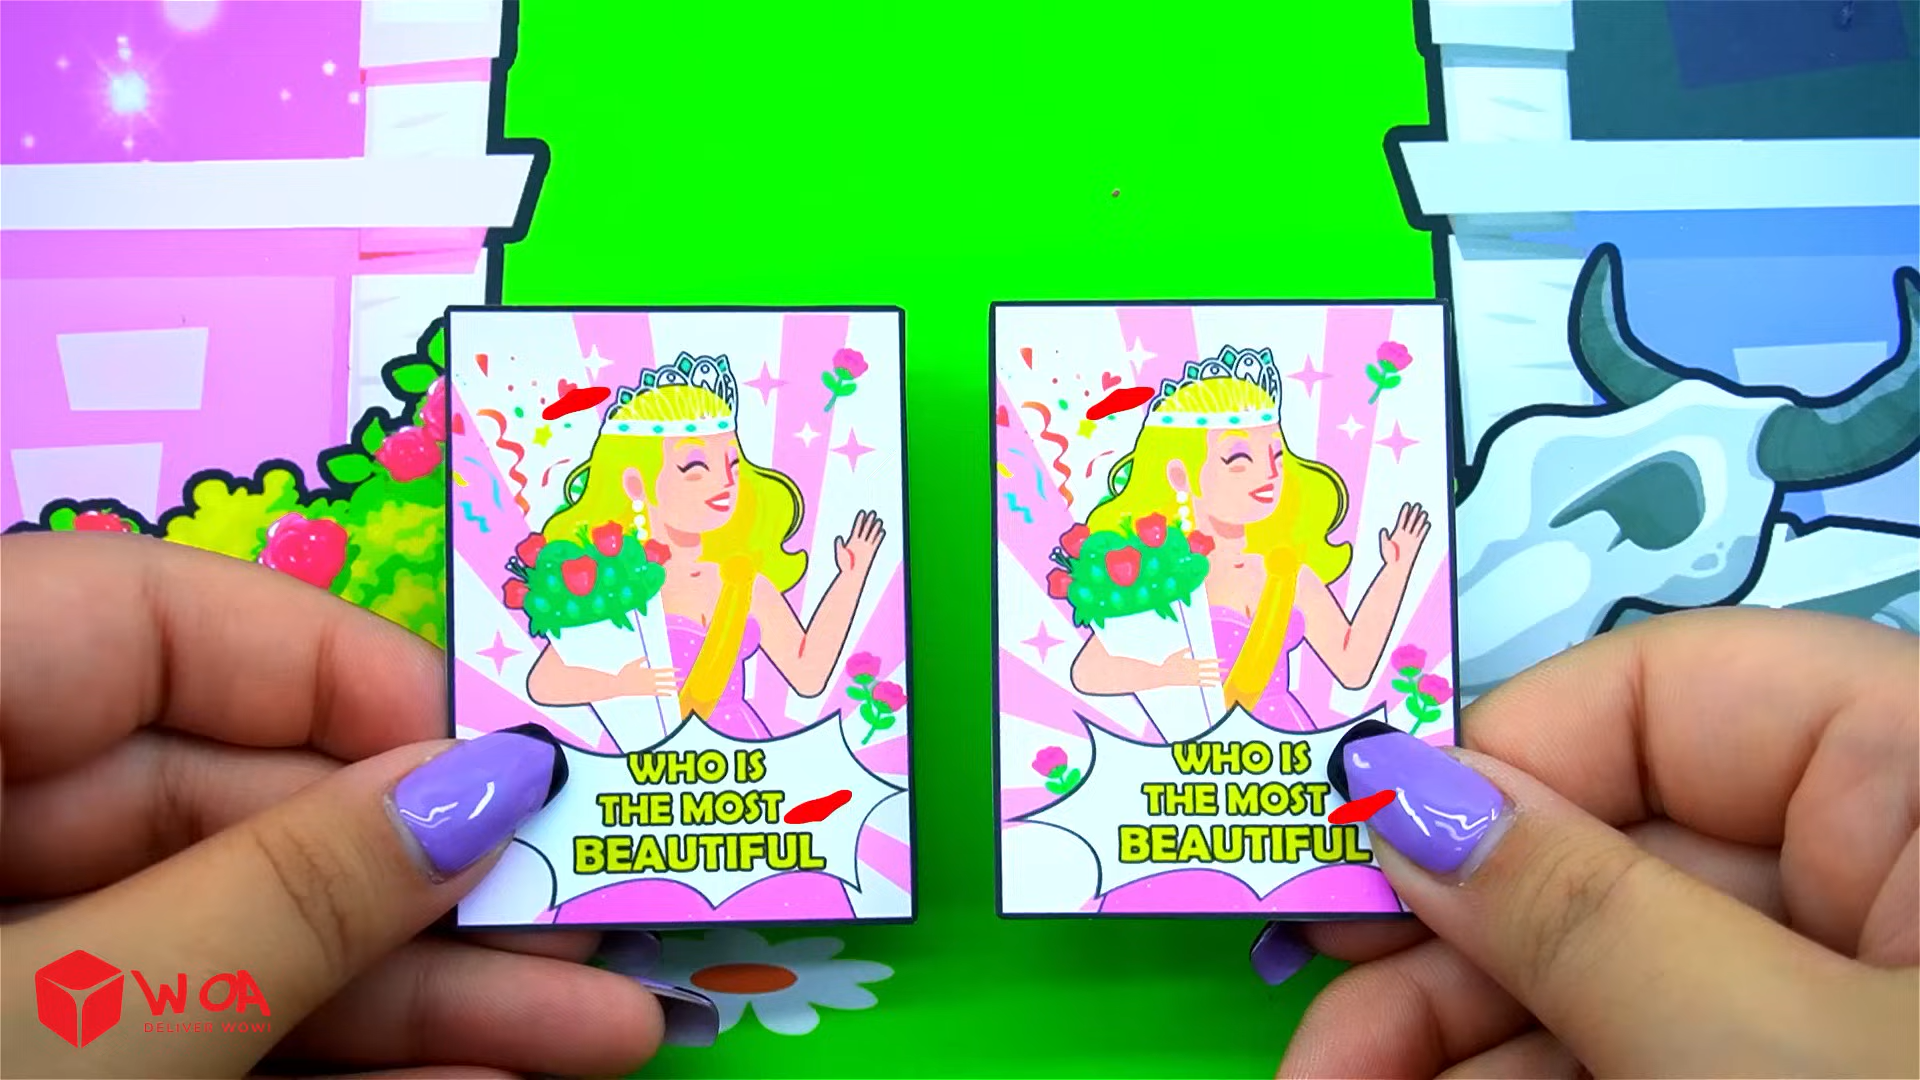 WHO IS
THE MOST
BEAUTIFUL
WHO IS
THE MOST
BEAUTIFUL
WOA
DELIVER WOW!